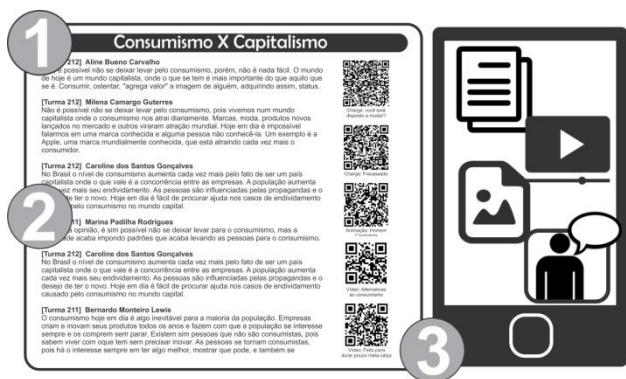 1
Consumismo X Capitalismo
212] Aline Bueno Carvalho
é possível não se deixar levar pelo consumismo, porém, não é nada fácil. O mundo
de hoje é um mundo capitalista, onde o que se tem é mais importante do que aquilo que
se é. Consumir, ostentar, "agrega valor" a imagem de alguém, adquirindo assim, status.
[Turma 212] Milena Camargo Guterres
Não é possível não se deixar levar pelo consumismo, pois vivemos num mundo
capitalista onde o consumismo nos atrai diariamente. Marcas, moda, produtos novos
lançados no mercado e outros viraram atração mundial. Hoje em dia é impossível
falarmos em uma marca conhecida e alguma pessoa não conhecê-la. Um exemplo é a
Apple, uma marca mundialmente conhecida, que está atraindo cada vez mais o
consumidor.
[Turma 212] Caroline dos Santos Gonçalves
No Brasil o nível de consumismo aumenta cada vez mais pelo fato de ser um país
capitalista onde o que vale é a concorrência entre as empresas. A população aumenta
vez mais seu endividamento. As pessoas são influenciadas pelas propagandas e o
de ter o novo. Hoje em dia é fácil de procurar ajuda nos casos de endividamento
pelo consumismo no mundo capital.
2
11] Marina Padilha Rodrigues
opinião, é sim possível não se deixar levar para o consumismo, mas a
de acaba impondo padrões que acaba levando as pessoas para o consumismo.
[Turma 212] Caroline dos Santos Gonçalves
No Brasil o nível de consumismo aumenta cada vez mais pelo fato de ser um país
capitalista onde o que vale é a concorrência entre as empresas. A população aumenta
cada vez mais seu endividamento. As pessoas são influenciadas pelas propagandas e o
desejo de ter o novo. Hoje em dia é fácil de procurar ajuda nos casos de endividamento
causado pelo consumismo no mundo capital.
[Turma 211] Bernardo Monteiro Lewis
O consumismo hoje em dia é algo inevitável para a maioria da população. Empresas
criam e inovam seus produtos todos os anos e fazem com que a população se interesse
sempre e os comprem sem parar. Existem sim pessoas que não são consumistas, pois
sabem viver com oque tem sem precisar inovar. As pessoas se tornam consumistas,
pois há o interesse sempre em ter algo melhor, mostrar que pode, e também se
Charge: você está
disposto a mudar?
Charge: Fracassado
Animação: Homem
Vídeo: Alternativas
ao consumismo
Vídeo: Feito para
durar pouco meia-calça
3